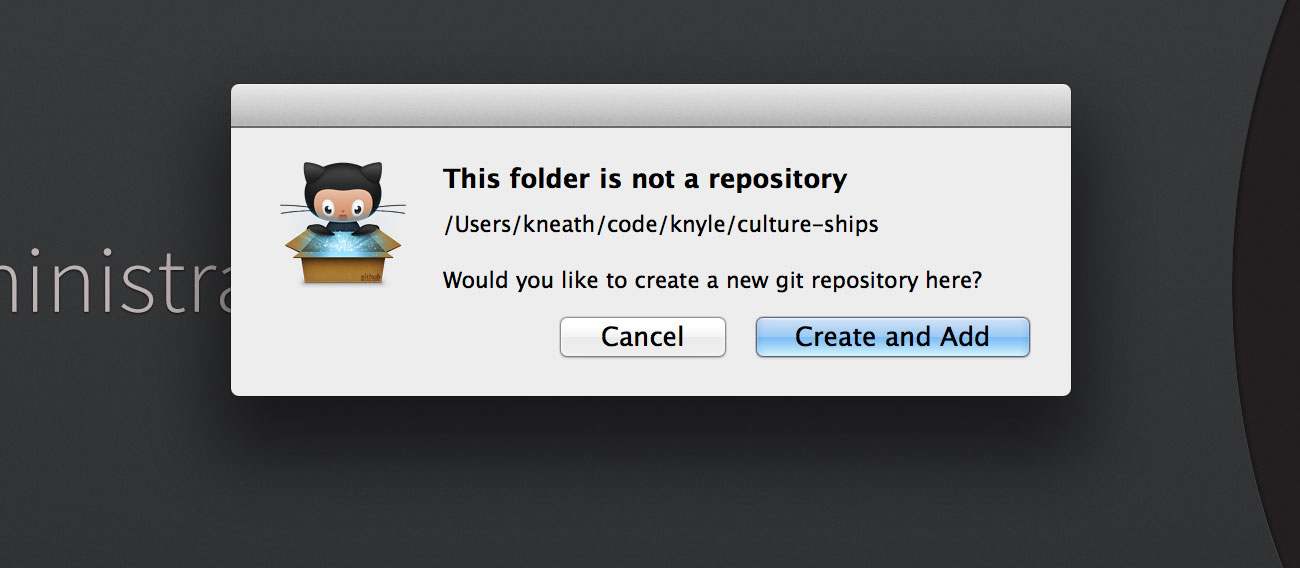 This folder is not a repository
/Users/kneath/code/knyle/culture-ships
ministra
Would you like to create a new git repository here?
github
Cancel
Create and Add